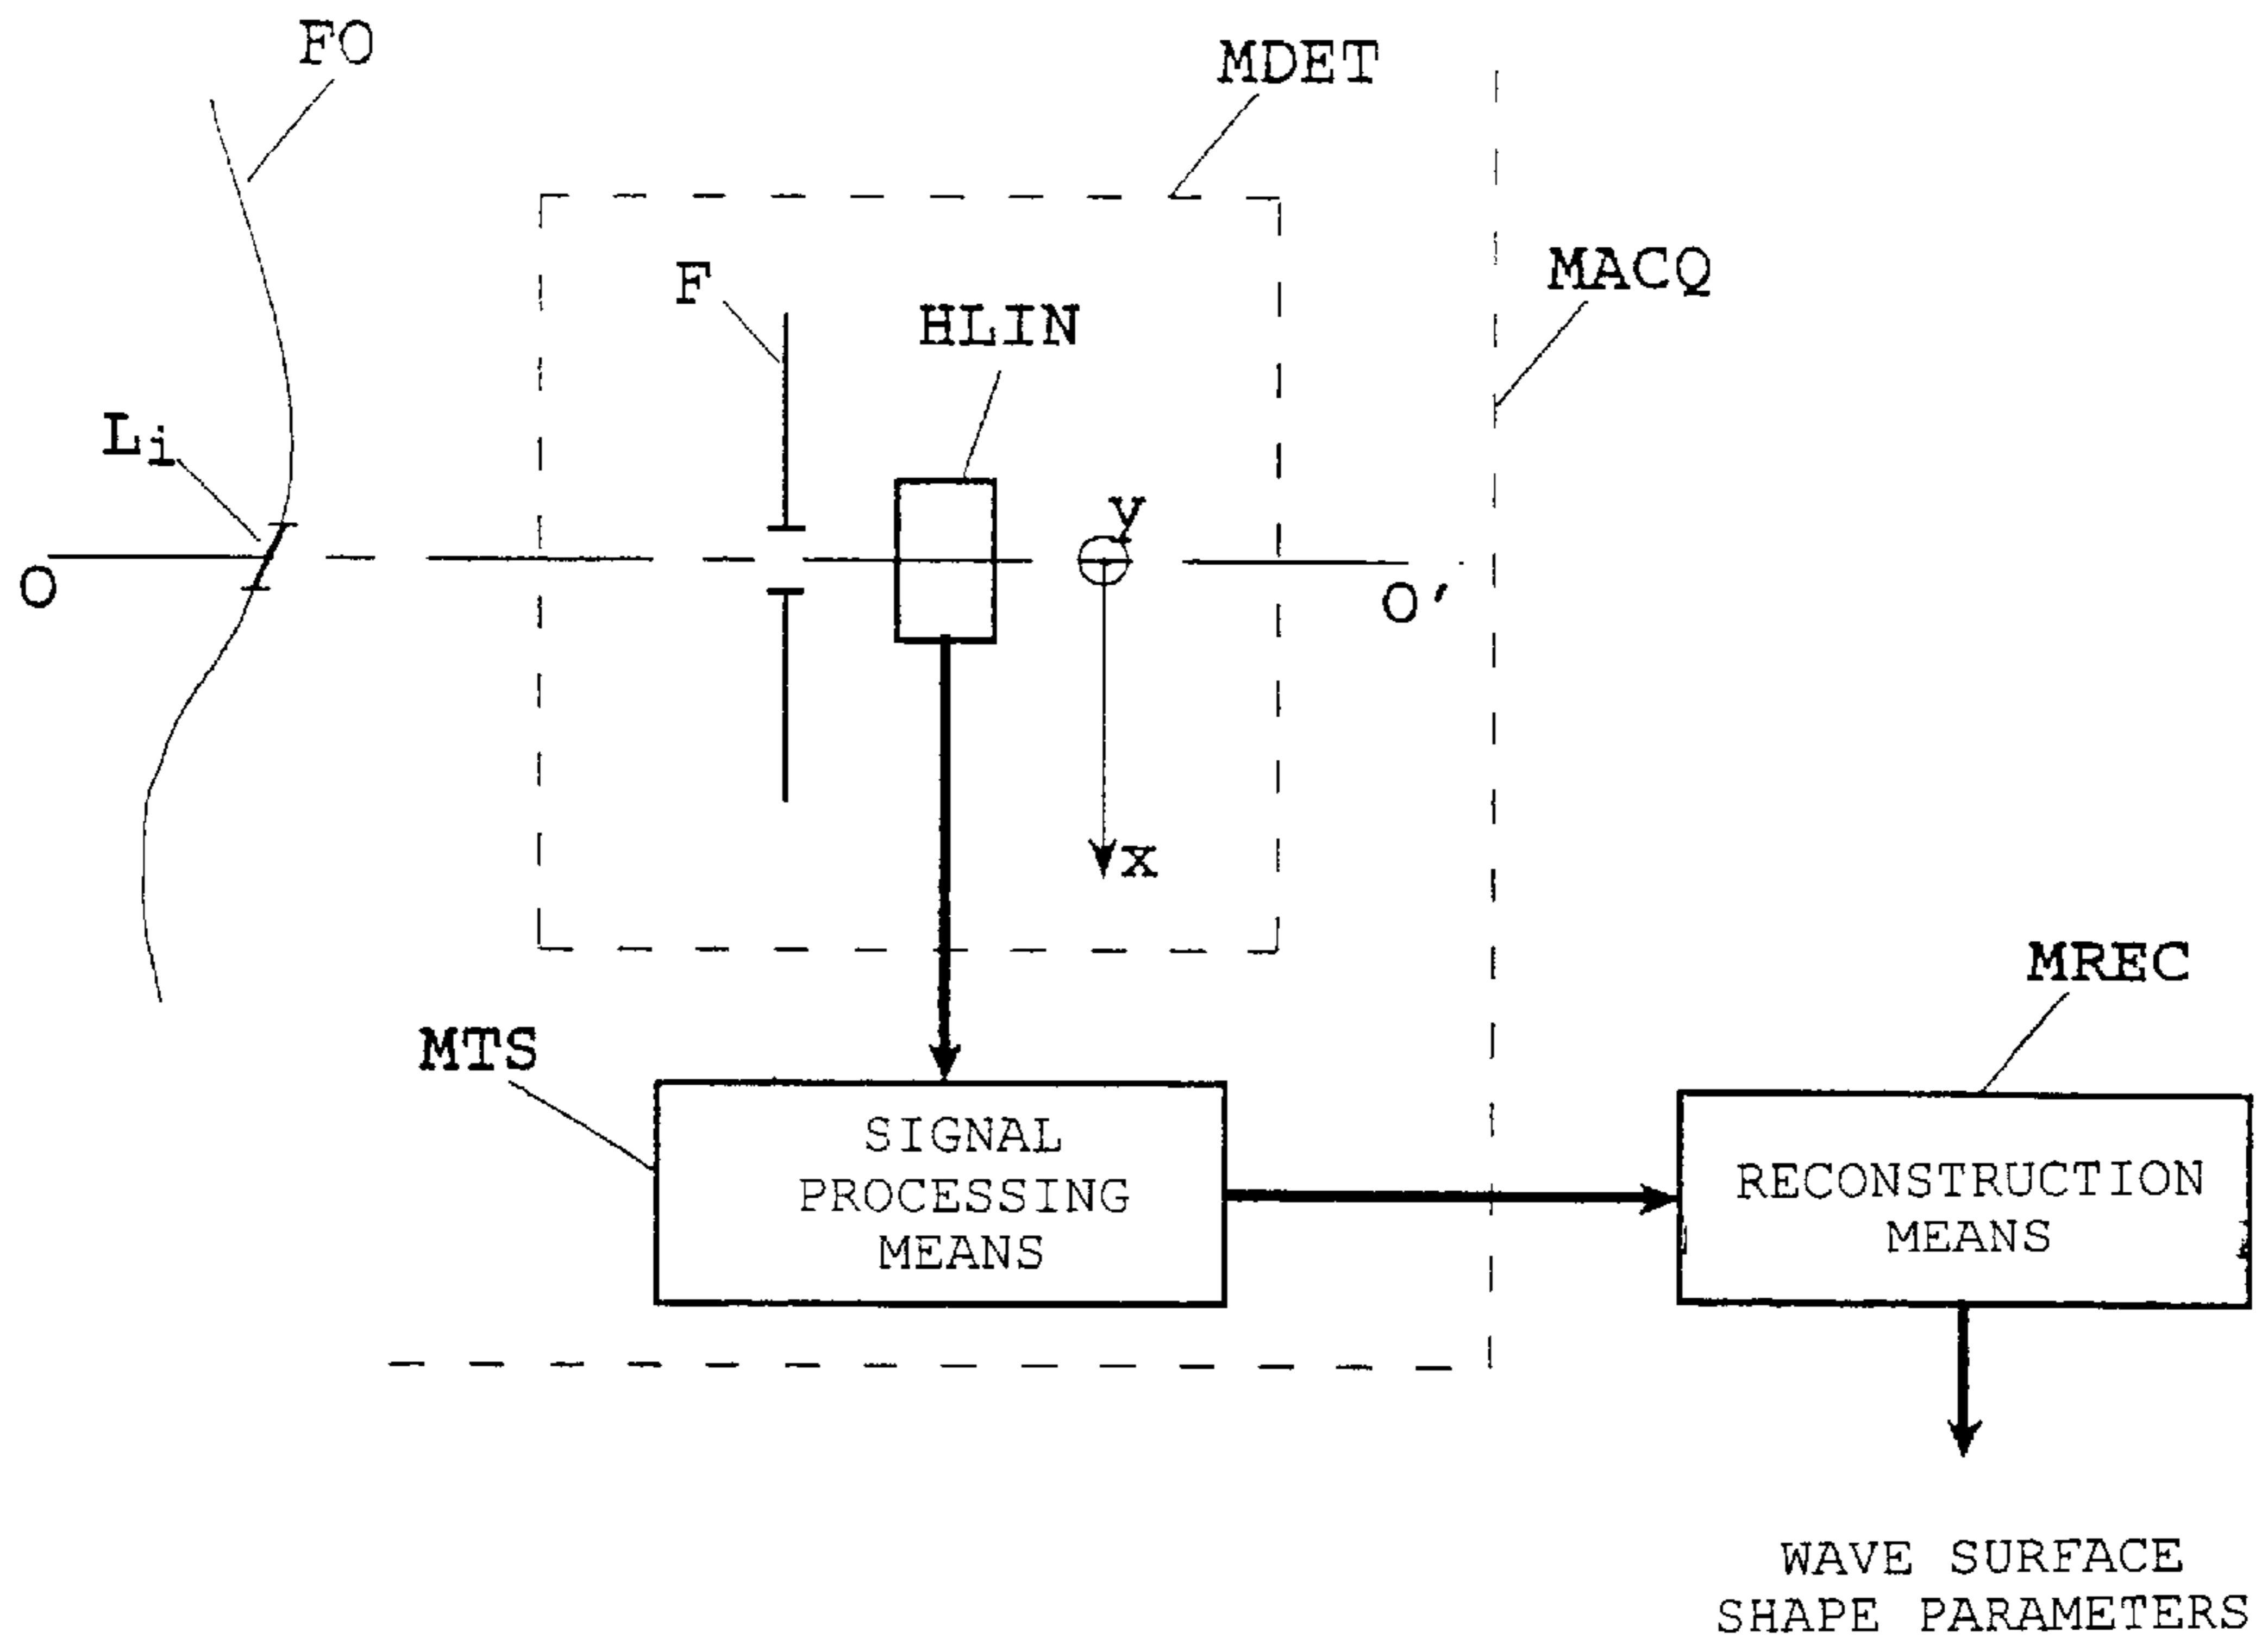 FO
MDET
F
HLIN
MACQ
Li
y
O
O'
x
MREC
MTS
SIGNAL
PROCESSING
MEANS
RECONSTRUCTION
MEANS
WAVE SURFACE
SHAPE PARAMETERS